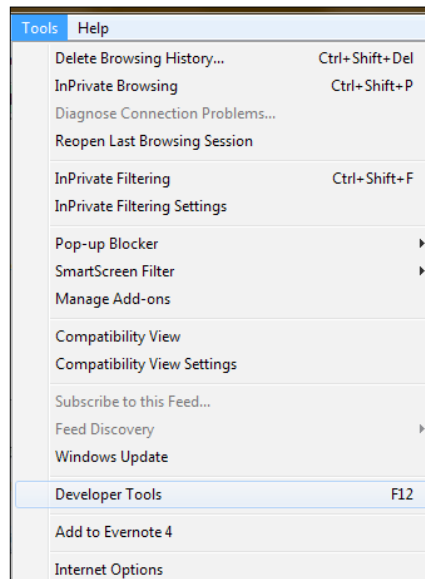 Tools Help
Delete Browsing History... Ctrl+Shift+Del
InPrivate Browsing Ctrl+Shift+P
Diagnose Connection Problems...
Reopen Last Browsing Session
InPrivate Filtering Ctrl+Shift+F
InPrivate Filtering Settings
Pop-up Blocker
SmartScreen Filter
Manage Add-ons
Compatibility View
Compatibility View Settings
Subscribe to this Feed...
Feed Discovery
Windows Update
Developer Tools F12
Add to Evernote 4
Internet Options